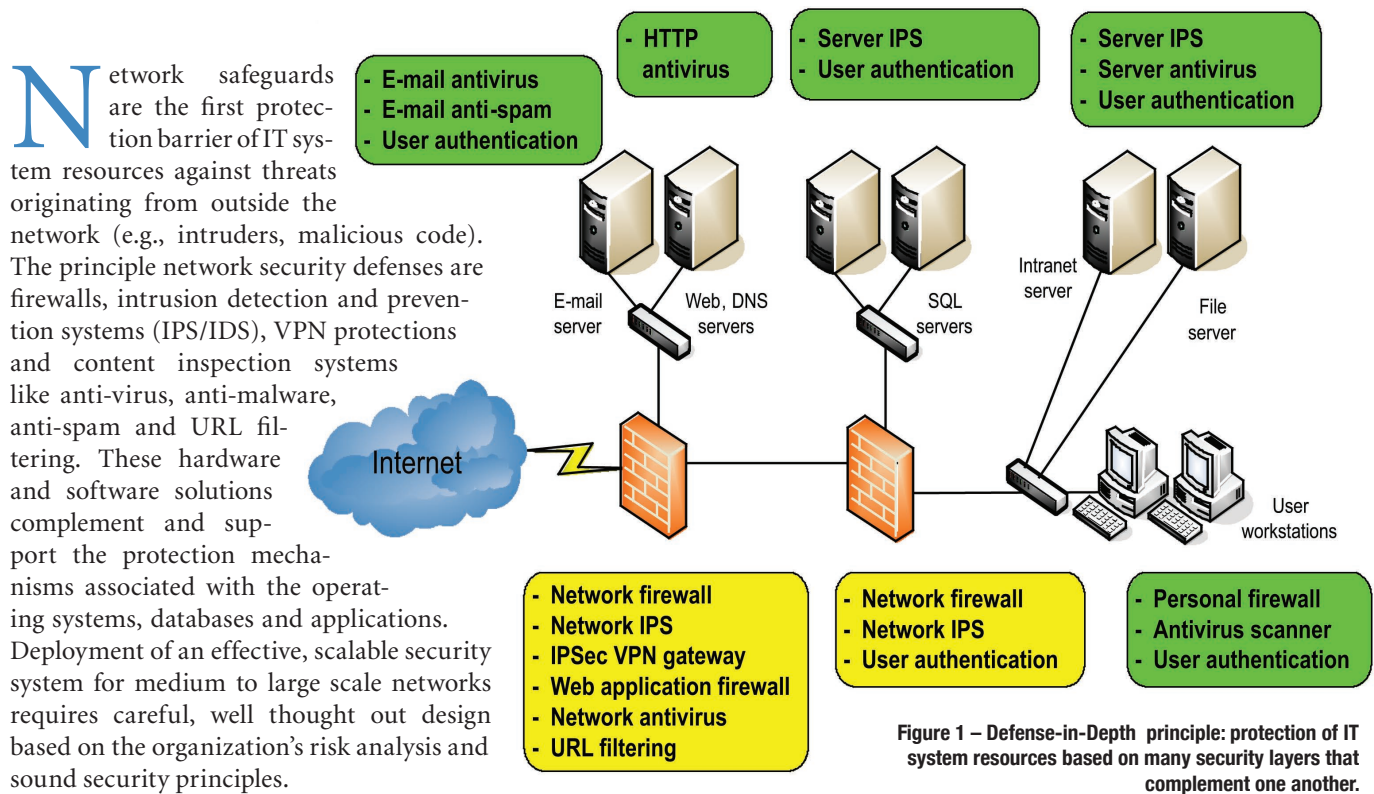 Network safeguards
are the first protec-
tion barrier of IT sys-
tem resources against threats
originating from outside the
network (e.g., intruders, malicious code).
The principle network security defenses are
firewalls, intrusion detection and preven-
tion systems (IPS/IDS), VPN protections
and content inspection systems
like anti-virus, anti-malware,
anti-spam and URL fil-
tering. These hardware
and software solutions
complement and sup-
port the protection mecha-
nisms associated with the operat-
ing systems, databases and applications.
Deployment of an effective, scalable security
system for medium to large scale networks
requires careful, well thought out design
based on the organization's risk analysis and
sound security principles.
- E-mail antivirus
- E-mail anti-spam
- User authentication
- HTTP
antivirus
- Server IPS
- User authentication
- Server IPS
- Server antivirus
- User authentication
E-mail
server
Web, DNS
servers
SQL
servers
Intranet
server
File
server
Internet
User
workstations
- Network firewall
- Network IPS
- IPSec VPN gateway
- Web application firewall
- Network antivirus
- URL filtering
- Network firewall
- Network IPS
- User authentication
- Personal firewall
- Antivirus scanner
- User authentication
Figure 1 – Defense-in-Depth principle: protection of IT
system resources based on many security layers that
complement one another.